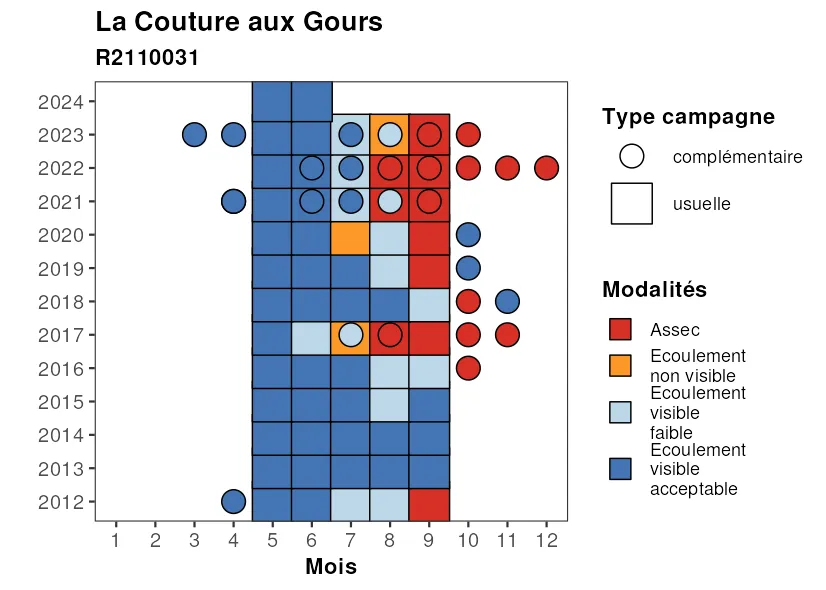 La Couture aux Gours
R2110031
2024
2023
2022
2021
2020
2019
2018
2017
2016
2015
2014
2013
2012
1 2 3 4 5 6 7 8 9 10 11 12
Mois
Type campagne
complémentaire
usuelle
Modalités
Assec
Ecoulement
non visible
Ecoulement
visible
faible
Ecoulement
visible
acceptable